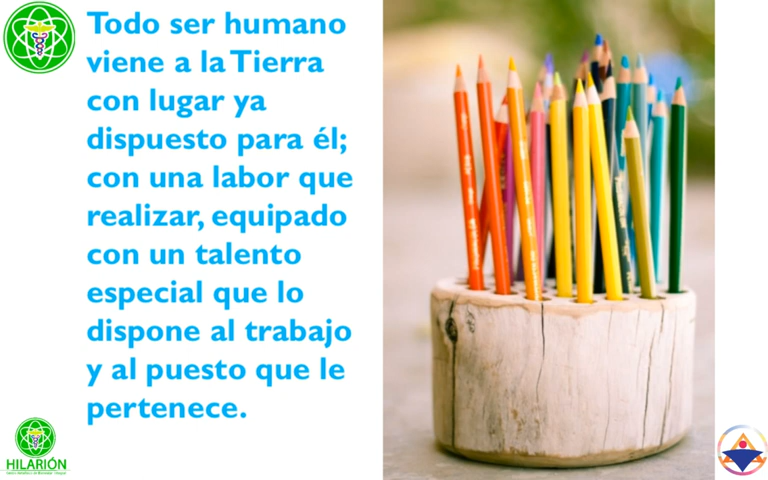 Todo ser humano
viene a la Tierra
con lugar ya
dispuesto para él;
con una labor que
realizar, equipado
con un talento
especial que lo
dispone al trabajo
y al puesto que le
pertenece.
HILARIÓN